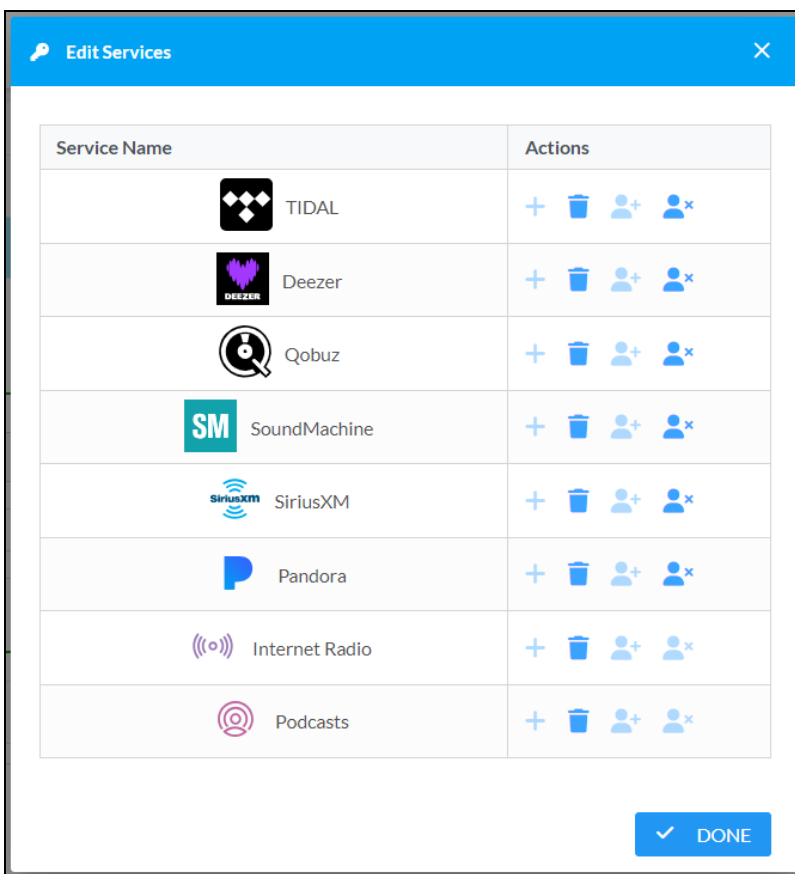 Edit Services
Service Name Actions
TIDAL
DEEZER Deezer
Qobuz
SM SoundMachine
SiriusXM SiriusXM
Pandora
Internet Radio
Podcasts
DONE